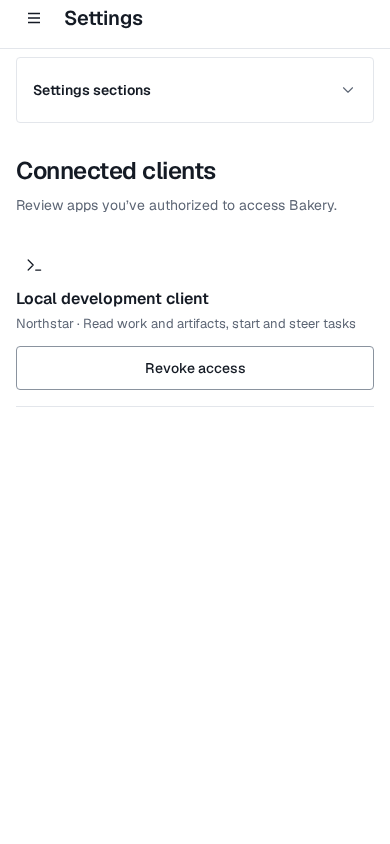 Settings
Settings sections
Connected clients
Review apps you've authorized to access Bakery.
Local development client
Northstar · Read work and artifacts, start and steer tasks
Revoke access